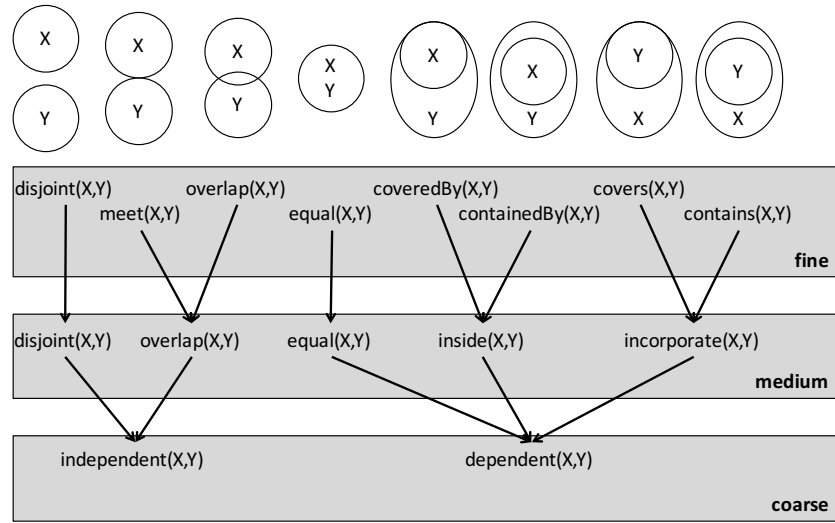 X X X X X X Y Y
Y Y Y Y Y Y X X
disjoint(X,Y) overlap(X,Y) coveredBy(X,Y) covers(X,Y)
meet(X,Y) equal(X,Y) containedBy(X,Y) contains(X,Y)
fine
disjoint(X,Y) overlap(X,Y) equal(X,Y) inside(X,Y) incorporate(X,Y)
medium
independent(X,Y) dependent(X,Y)
coarse